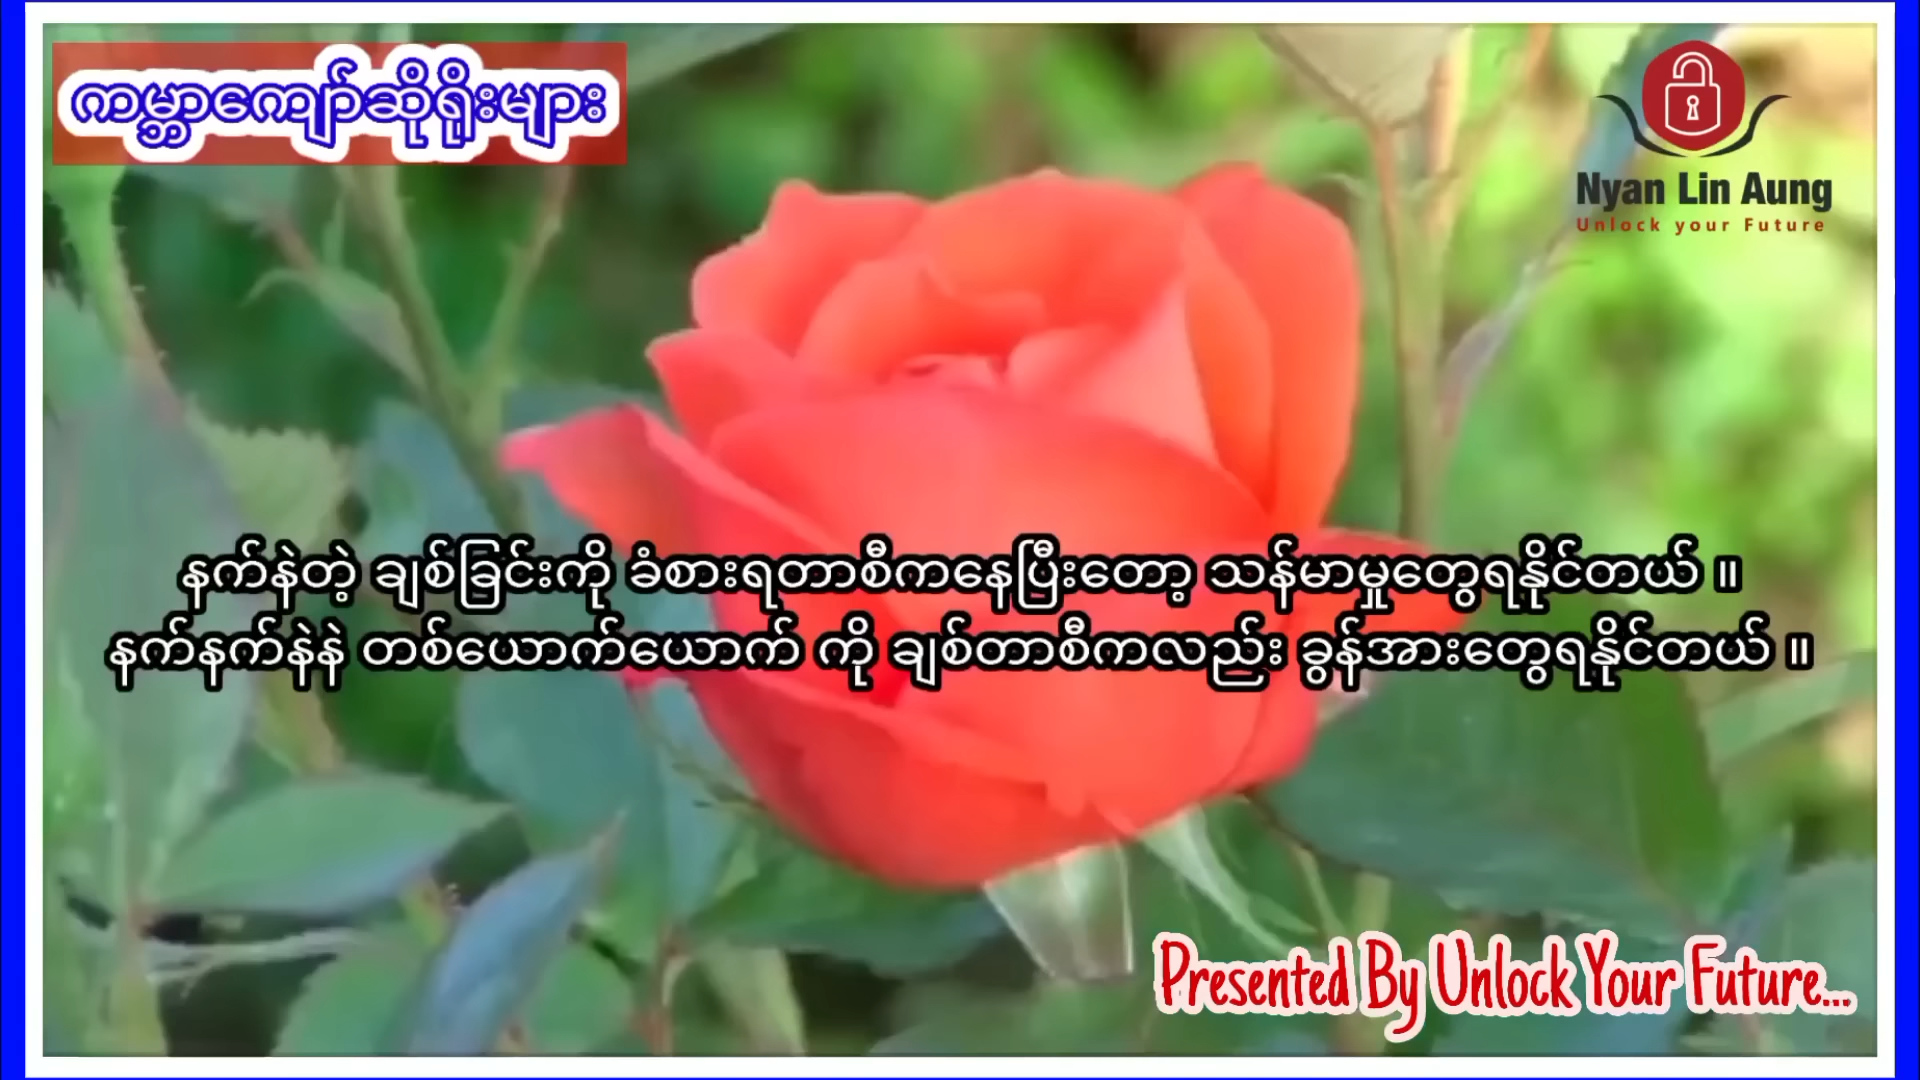 ကမ္ဘာကျော်ဆိုရိုးများ
Nyan Lin Aung
Unlock your Future
နက်နဲတဲ့ ချစ်ခြင်းကို ခံစားရတာစီကနေပြီးတော့ သန်မာမှုတွေရနိုင်တယ် ။
နက်နက်နဲနဲ တစ်ယောက်ယောက် ကို ချစ်တာစီကလည်း ခွန်အားတွေရနိုင်တယ် ။
Presented By Unlock Your Future...